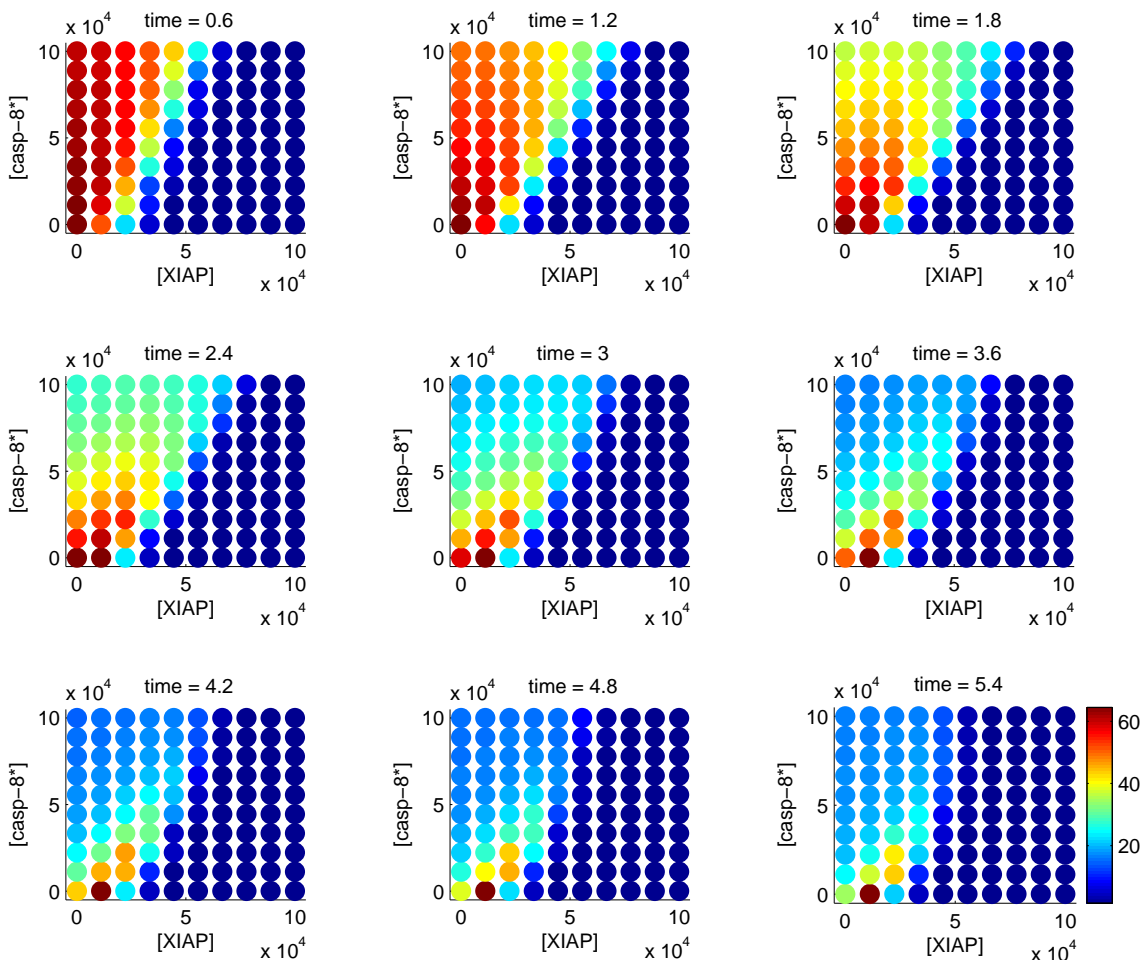 x 10^4 time = 0.6
10
5
0
[casp-8*]
0 5 10
[XIAP]
x 10^4
x 10^4 time = 1.2
10
5
0
[casp-8*]
0 5 10
[XIAP]
x 10^4
x 10^4 time = 1.8
10
5
0
[casp-8*]
0 5 10
[XIAP]
x 10^4
x 10^4 time = 2.4
10
5
0
[casp-8*]
0 5 10
[XIAP]
x 10^4
x 10^4 time = 3
10
5
0
[casp-8*]
0 5 10
[XIAP]
x 10^4
x 10^4 time = 3.6
10
5
0
[casp-8*]
0 5 10
[XIAP]
x 10^4
x 10^4 time = 4.2
10
5
0
[casp-8*]
0 5 10
[XIAP]
x 10^4
x 10^4 time = 4.8
10
5
0
[casp-8*]
0 5 10
[XIAP]
x 10^4
x 10^4 time = 5.4
10
5
0
[casp-8*]
0 5 10
[XIAP]
x 10^4
60
40
20